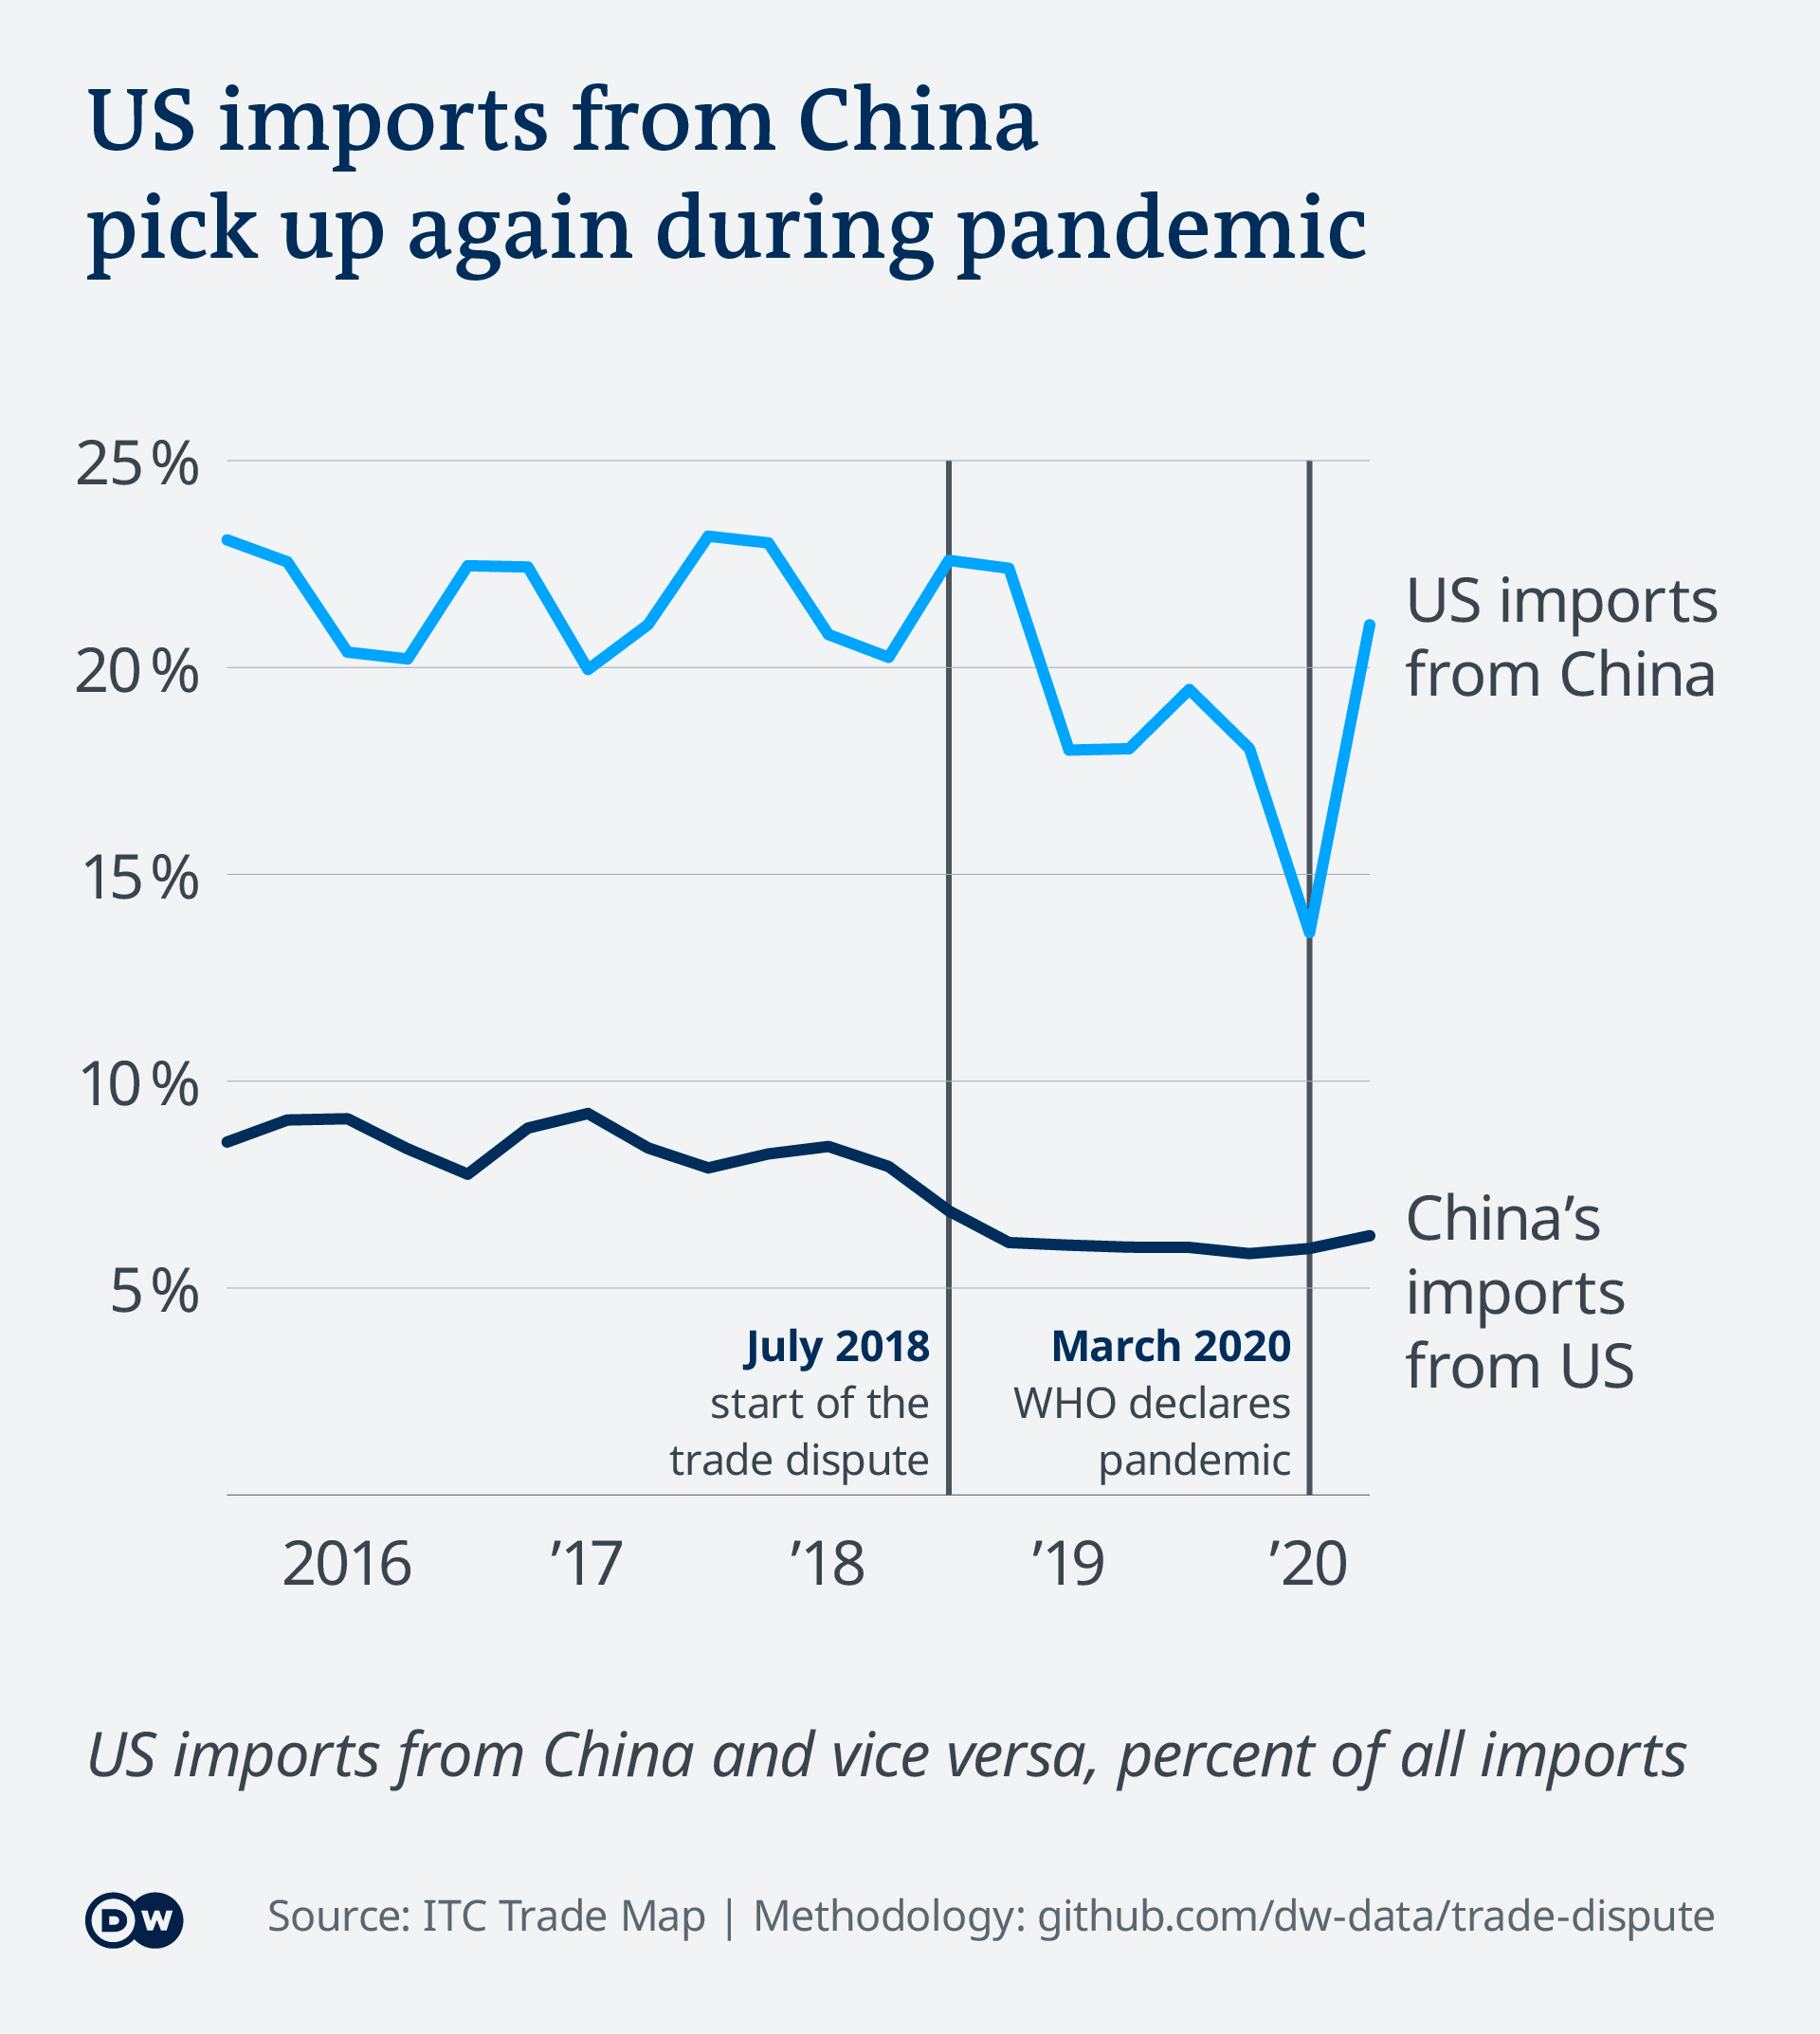 US imports from China
pick up again during pandemic
25 %
20 %
15 %
10 %
5 %
US imports
from China
China’s
imports
from US
July 2018
start of the
trade dispute
March 2020
WHO declares
pandemic
2016 ’17 ’18 ’19 ’20
US imports from China and vice versa, percent of all imports
DW
Source: ITC Trade Map | Methodology: github.com/dw-data/trade-dispute